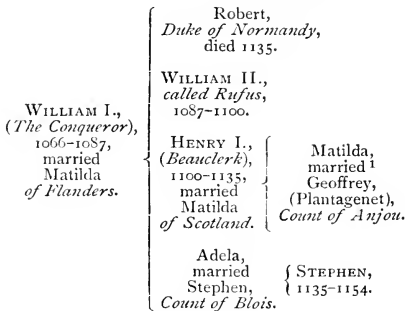 WILLIAM I.,
(The Conqueror),
1066-1087,
married
Matilda
of Flanders.
Robert,
Duke of Normandy,
died 1135.
WILLIAM II.,
called Rufus,
1087-1100.
HENRY I.,
(Beauclerk),
1100-1135,
married
Matilda
of Scotland.
Matilda,
married ¹
Geoffrey,
(Plantagenet),
Count of Anjou.
Adela,
married
Stephen,
Count of Blois.
STEPHEN,
1135-1154.